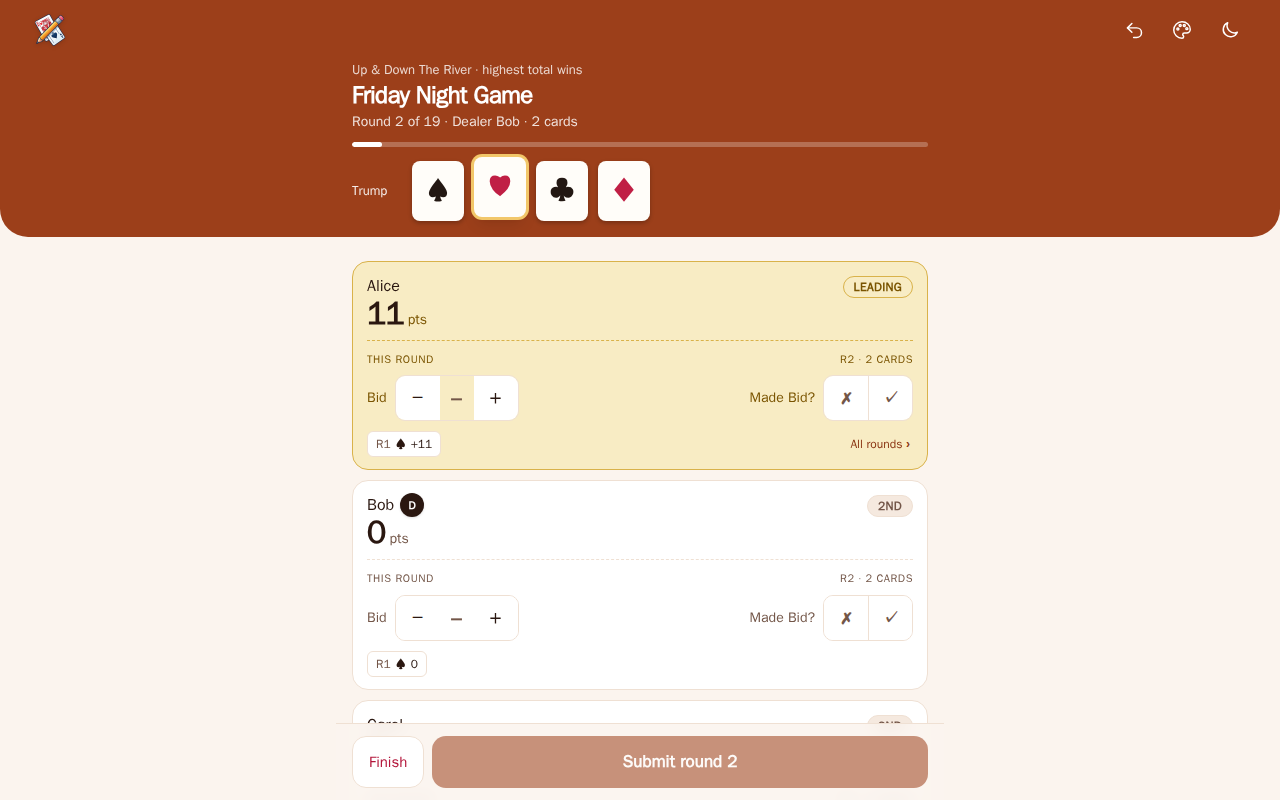 Up & Down The River · highest total wins
Friday Night Game
Round 2 of 19 · Dealer Bob · 2 cards
Trump
Alice
LEADING
11 pts
THIS ROUND
R2 · 2 CARDS
Bid − – +
Made Bid? ✗ ✓
R1 ♠ +11
All rounds ›
Bob D
2ND
0 pts
THIS ROUND
R2 · 2 CARDS
Bid − – +
Made Bid? ✗ ✓
R1 ♠ 0
Finish
Submit round 2